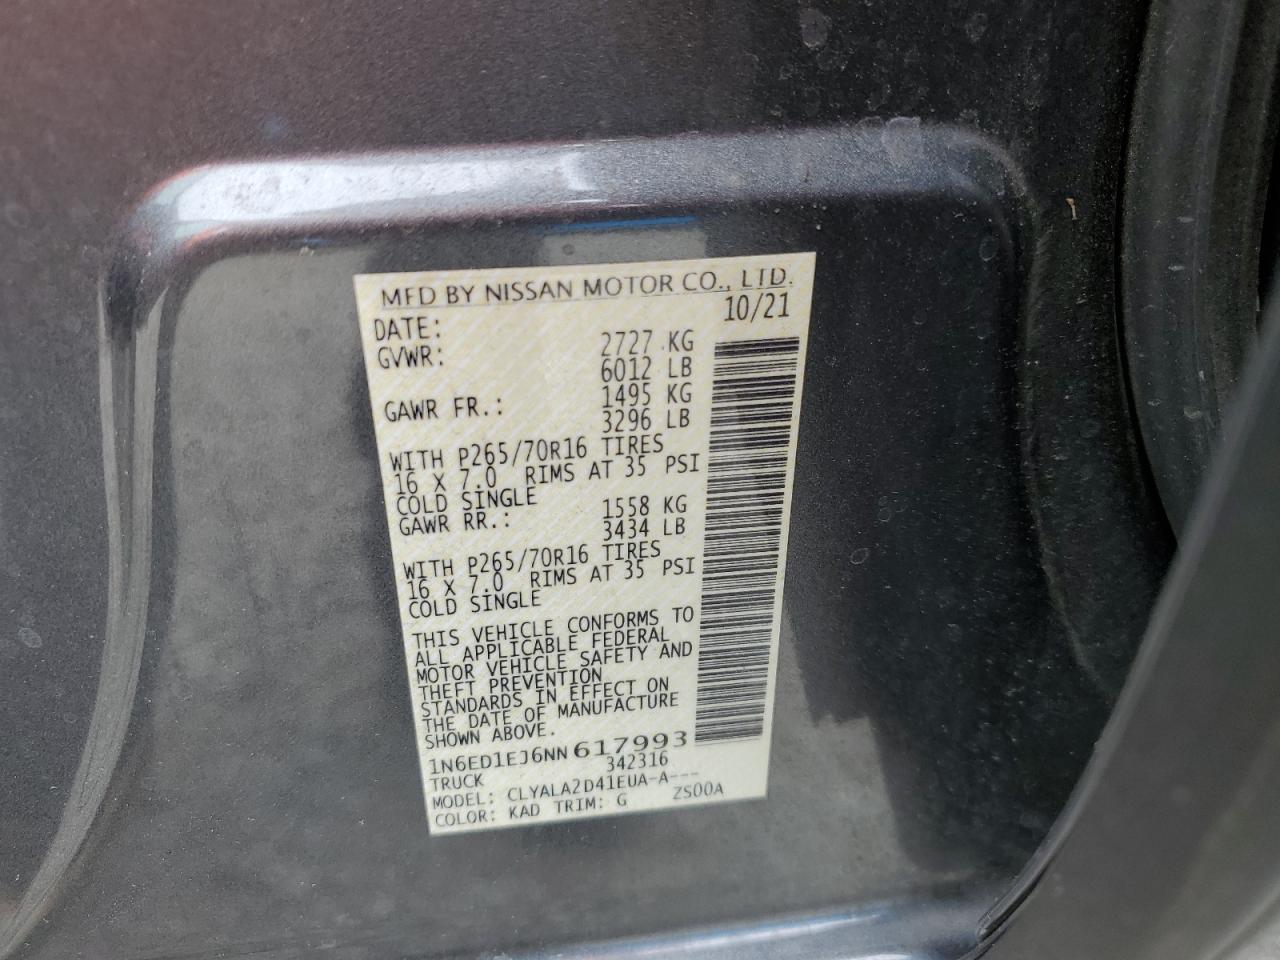 MFD BY NISSAN MOTOR CO., LTD.
DATE: 10/21
GVWR: 2727 KG
6012 LB
GAWR FR.: 1495 KG
3296 LB
WITH P265/70R16 TIRES
16 X 7.0 RIMS AT 35 PSI
COLD SINGLE
GAWR RR.: 1558 KG
3434 LB
WITH P265/70R16 TIRES
16 X 7.0 RIMS AT 35 PSI
COLD SINGLE
THIS VEHICLE CONFORMS TO
ALL APPLICABLE FEDERAL
MOTOR VEHICLE SAFETY AND
THEFT PREVENTION
STANDARDS IN EFFECT ON
THE DATE OF MANUFACTURE
SHOWN ABOVE.
1N6ED1EJ6NN617993
TRUCK 342316
MODEL: CLYALA2D41EUA-A---
COLOR: KAD TRIM: G ZS00A